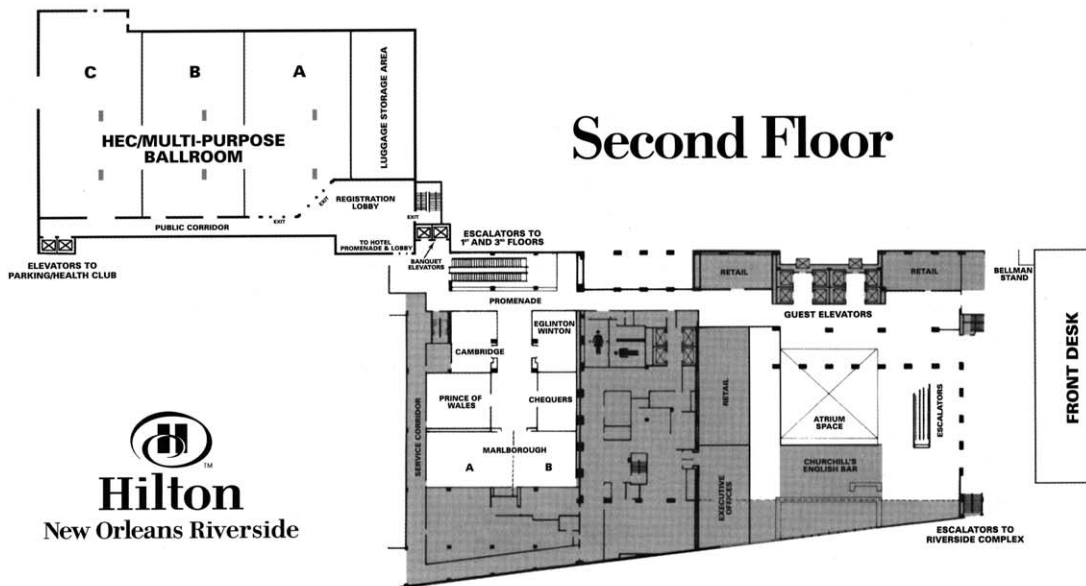 Second Floor
C
B
A
HEC/MULTI-PURPOSE
BALLROOM
LUGGAGE STORAGE AREA
REGISTRATION
LOBBY
EXIT
EXIT
EXIT
PUBLIC CORRIDOR
TO HOTEL
PROMENADE & LOBBY
ELEVATORS TO
PARKING/HEALTH CLUB
BANQUET
ELEVATORS
ESCALATORS TO
1ST AND 3RD FLOORS
PROMENADE
RETAIL
RETAIL
GUEST ELEVATORS
BELLMAN
STAND
FRONT DESK
EGLINTON
WINTON
CAMBRIDGE
PRINCE OF
WALES
CHEQUERS
MARLBOROUGH
A
B
SERVICE CORRIDOR
RETAIL
EXECUTIVE
OFFICES
ATRIUM
SPACE
ESCALATORS
CHURCHILL'S
ENGLISH BAR
ESCALATORS TO
RIVERSIDE COMPLEX
H
TM
Hilton
New Orleans Riverside